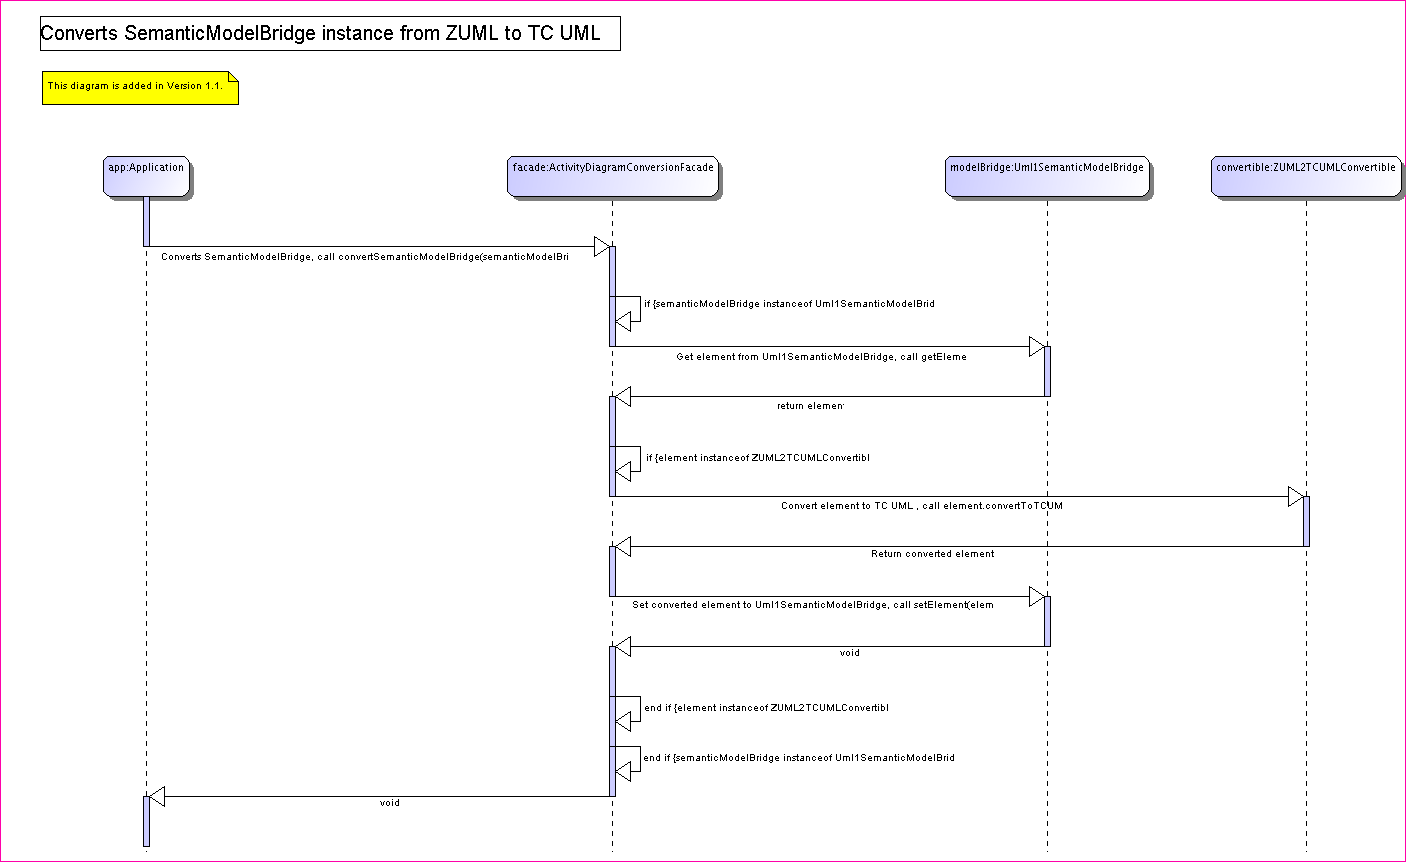 Converts SemanticModelBridge instance from ZUML to TC UML
This diagram is added in Version 1.1.
app:Application
facade:ActivityDiagramConversionFacade
modelBridge:Uml1SemanticModelBridge
convertible:ZUML2TCUMLConvertible
Converts SemanticModelBridge, call convertSemanticModelBridge(semanticModelBri
if {semanticModelBridge instanceof Uml1SemanticModelBrid
Get element from Uml1SemanticModelBridge, call getEleme
return elemen
if {element instanceof ZUML2TCUMLConvertibl
Convert element to TC UML , call element.convertToTCUM
Return converted element
Set converted element to Uml1SemanticModelBridge, call setElement(elem
void
end if {element instanceof ZUML2TCUMLConvertibl
end if {semanticModelBridge instanceof Uml1SemanticModelBrid
void